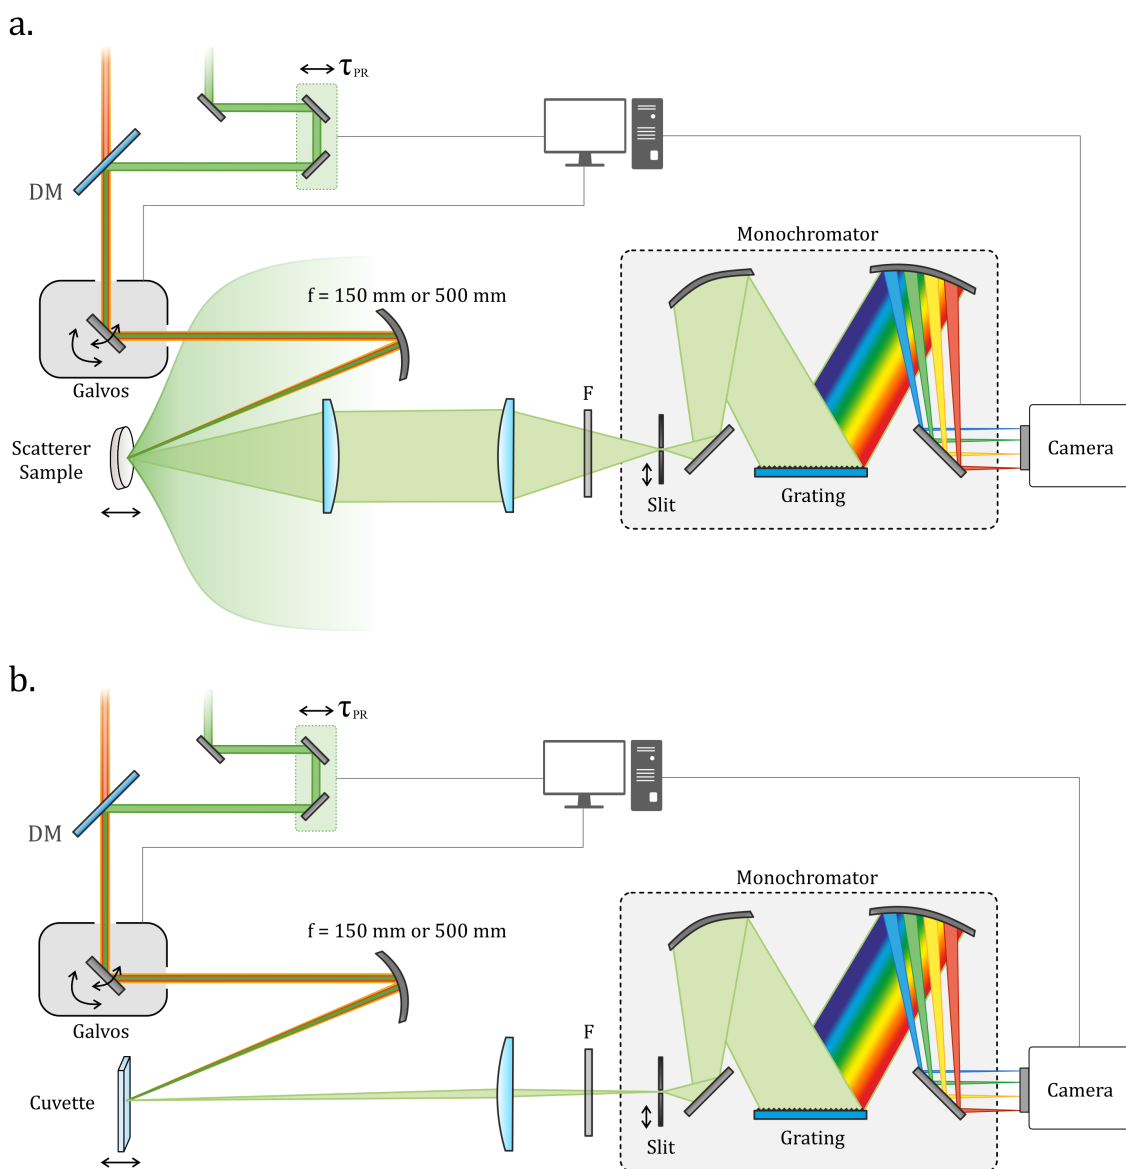 a.
τPR
DM
Monochromator
f = 150 mm or 500 mm
Galvos
F
Scatterer
Sample
Camera
Slit
Grating
b.
τPR
DM
Monochromator
f = 150 mm or 500 mm
Galvos
F
Cuvette
Camera
Slit
Grating